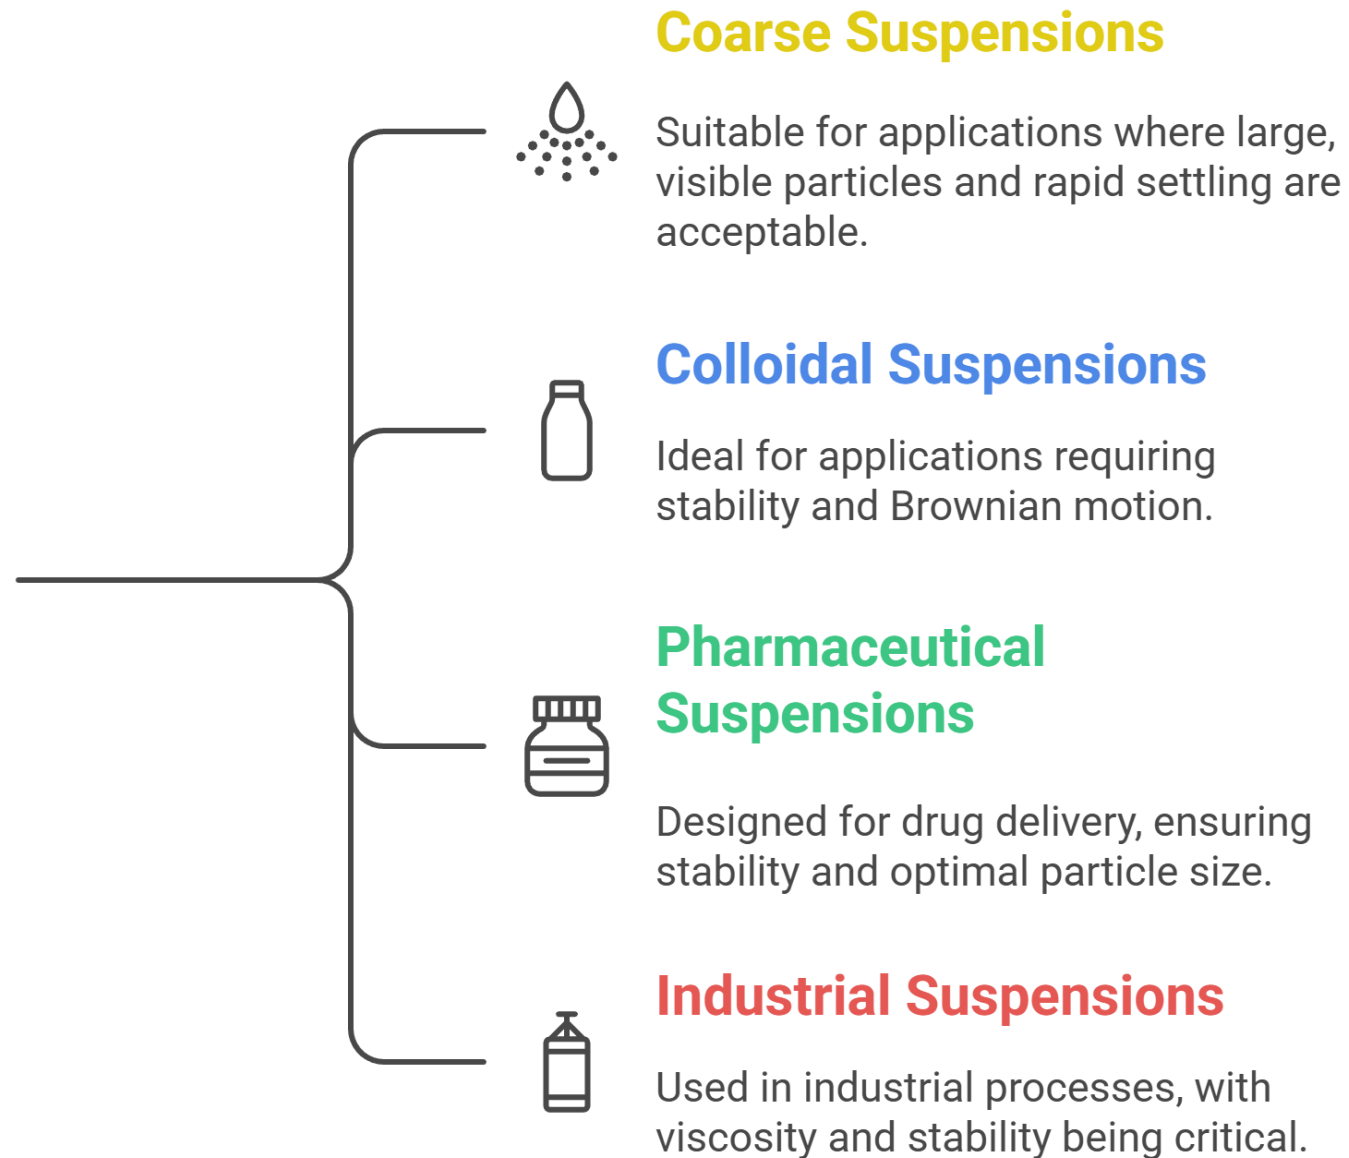 Coarse Suspensions
Suitable for applications where large,
visible particles and rapid settling are
acceptable.
Colloidal Suspensions
Ideal for applications requiring
stability and Brownian motion.
Pharmaceutical
Suspensions
Designed for drug delivery, ensuring
stability and optimal particle size.
Industrial Suspensions
Used in industrial processes, with
viscosity and stability being critical.